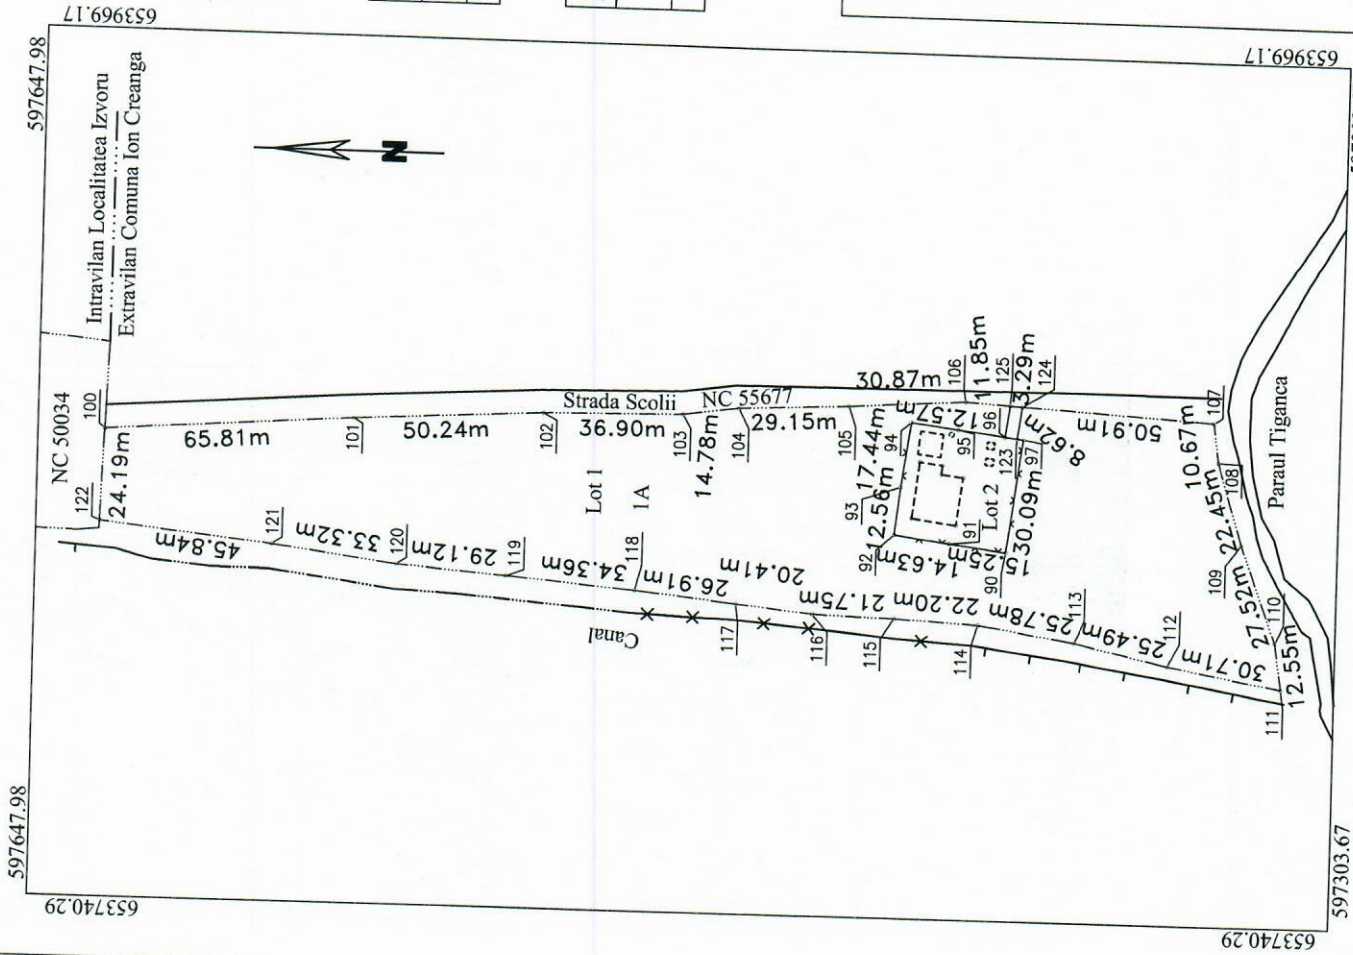 653969.17
597647.98
653969.17
Intravilan Localitatea Izvoru
Extravilan Comuna Ion Creanga
N
NC 50034
100
122
24.19m
65.81m
101
50.24m
102
Strada Scolii
NC 55677
36.90m
103
14.78m
104
29.15m
105
30.87m
106
11.85m
125
3.29m
124
12.57m
17.44m
94
95
96
93
12.56m
92
14.63m
91
Lot 2
123
97
8.62m
90
15.25m
30.09m
50.91m
107
10.67m
108
22.45m
109
27.52m
110
12.55m
111
Paraul Tiganca
Lot 1
1A
121
45.84m
33.32m
120
29.12m
119
34.36m
118
26.91m
20.41m
Canal
117
21.75m
116
22.20m
115
25.78m
114
113
25.49m
112
30.71m
597647.98
653740.29
653740.29
597303.67